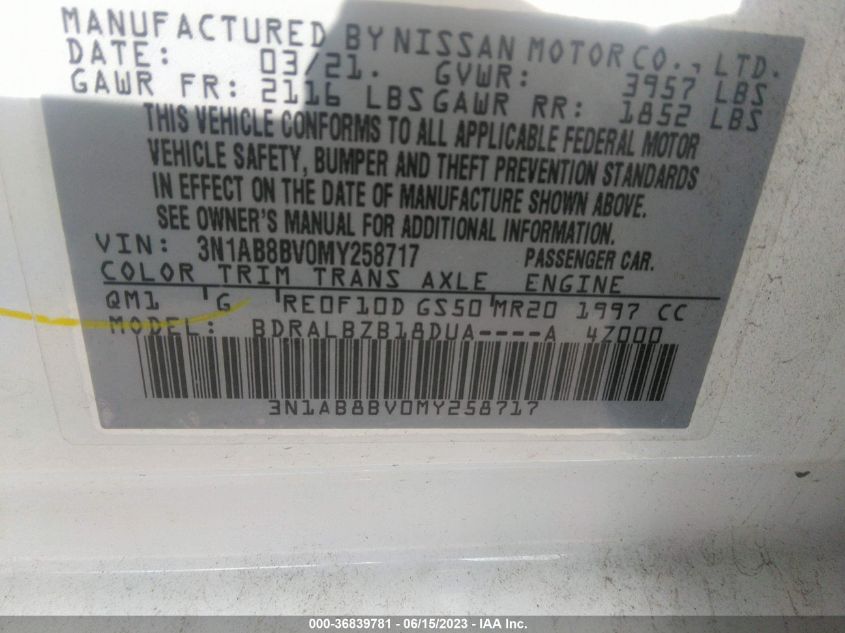 MANUFACTURED BY NISSAN MOTOR CO., LTD.
DATE: 03/21. GVWR: 3957 LBS
GAWR FR: 2116 LBS GAWR RR: 1852 LBS
THIS VEHICLE CONFORMS TO ALL APPLICABLE FEDERAL MOTOR
VEHICLE SAFETY, BUMPER AND THEFT PREVENTION STANDARDS
IN EFFECT ON THE DATE OF MANUFACTURE SHOWN ABOVE.
SEE OWNER'S MANUAL FOR ADDITIONAL INFORMATION.
VIN: 3N1AB8BV0MY258717 PASSENGER CAR.
COLOR TRIM TRANS AXLE ENGINE
QM1 G RE0F10D GS50 MR20 1997 CC
MODEL: BDRALBZB18DUA----A 4Z000
3N1AB8BV0MY258717
000-36839781 - 06/15/2023 - IAA Inc.